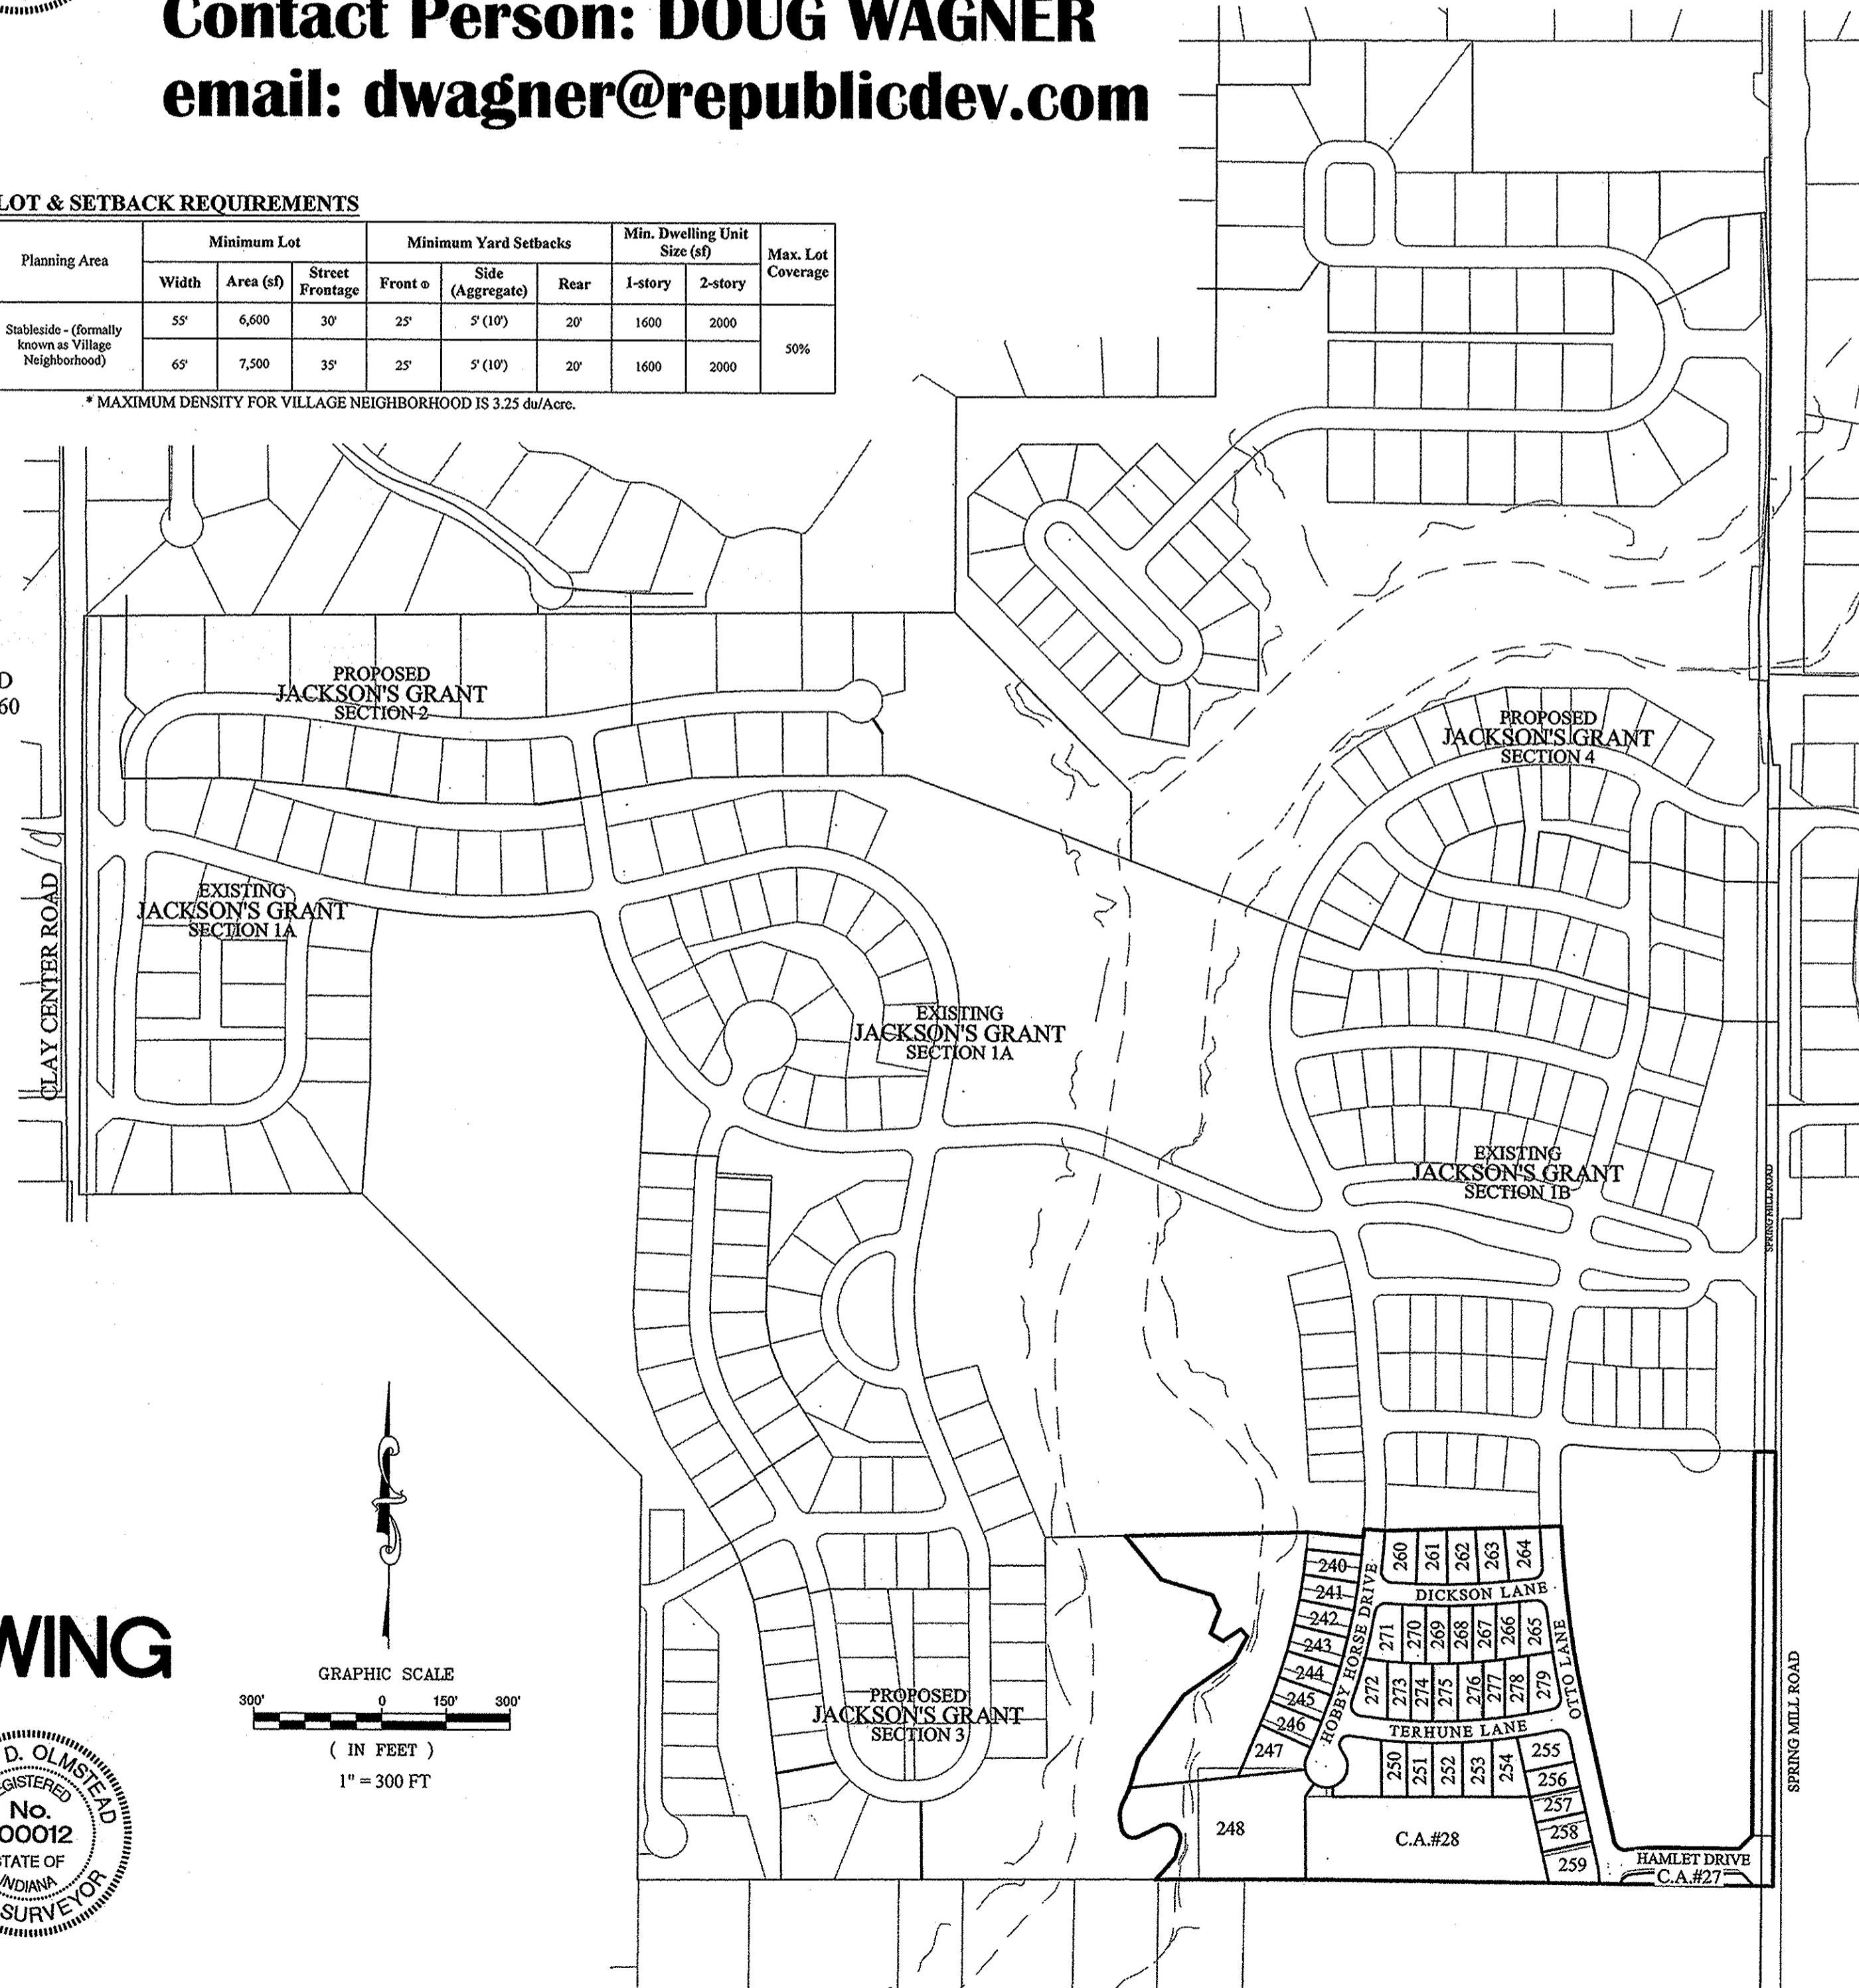 Contact Person: DOUG WAGNER
email: dwagner@republicdev.com
LOT & SETBACK REQUIREMENTS
Planning Area
Minimum Lot
Minimum Yard Setbacks
Min. Dwelling Unit
Size (sf)
Max. Lot
Coverage
Width
Area (sf)
Street
Frontage
Front
Side
(Aggregate)
Rear
1-story
2-story
Stableside - (formally
known as Village
Neighborhood)
55'
6,600
30'
25'
5' (10')
20'
1600
2000
50%
65'
7,500
35'
25'
5' (10')
20'
1600
2000
* MAXIMUM DENSITY FOR VILLAGE NEIGHBORHOOD IS 3.25 du/Acre.
D
60
PROPOSED
JACKSON'S GRANT
SECTION 2
PROPOSED
JACKSON'S GRANT
SECTION 4
EXISTING
JACKSON'S GRANT
SECTION 1A
CLAY CENTER ROAD
EXISTING
JACKSON'S GRANT
SECTION 1A
EXISTING
JACKSON'S GRANT
SECTION 1B
SPRING MILL ROAD
WING
GRAPHIC SCALE
300'
0
150'
300'
( IN FEET )
1" = 300 FT
D. OLMSTEAD
EGISTERED
No.
00012
STATE OF
INDIANA
SURVEYOR
PROPOSED
JACKSON'S GRANT
SECTION 3
240
241
242
243
244
245
246
247
248
HOBBY HORSE DRIVE
260
261
262
263
264
DICKSON LANE
271
270
269
268
267
266
265
272
273
274
275
276
277
278
279
OTTO LANE
TERHUNE LANE
250
251
252
253
254
255
256
257
258
259
C.A.#28
HAMLET DRIVE
C.A.#27
SPRING MILL ROAD